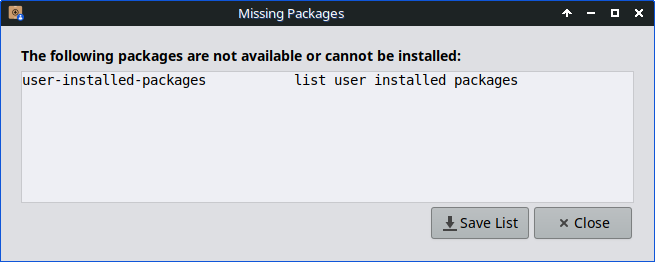 Missing Packages
The following packages are not available or cannot be installed:
user-installed-packages list user installed packages
Save List Close